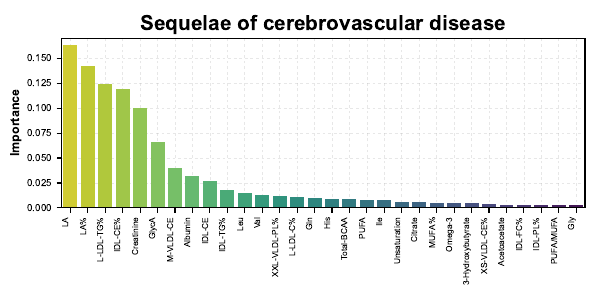 Sequelae of cerebrovascular disease
Importance
0.150
0.125
0.100
0.075
0.050
0.025
0.000
LA
LA%
L-LDL-TG%
IDL-CE%
Creatinine
GlycA
M-VLDL-CE
Albumin
IDL-CE
IDL-TG%
Leu
Val
XXL-VLDL-PL%
L-LDL-C%
Gln
His
Total-BCAA
PUFA
Ile
Unsaturation
Citrate
MUFA%
Omega-3
3-Hydroxybutyrate
XS-VLDL-CE%
Acetoacetate
IDL-FC%
IDL-PL%
PUFA/MUFA
Gly